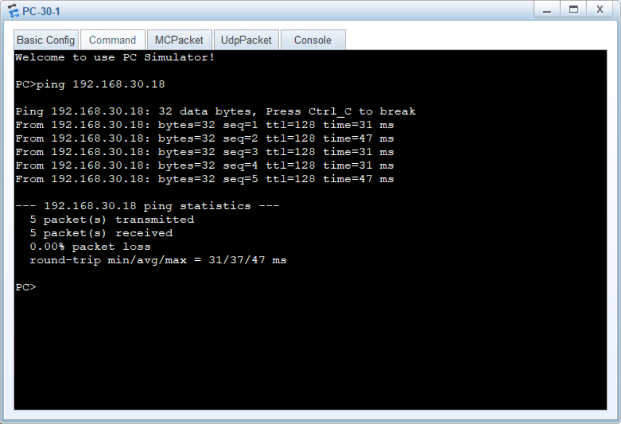 PC-30-1
Basic Config Command MCPacket UdpPacket Console
Welcome to use PC Simulator!
PC>ping 192.168.30.18
Ping 192.168.30.18: 32 data bytes, Press Ctrl_C to break
From 192.168.30.18: bytes=32 seq=1 ttl=128 time=31 ms
From 192.168.30.18: bytes=32 seq=2 ttl=128 time=47 ms
From 192.168.30.18: bytes=32 seq=3 ttl=128 time=31 ms
From 192.168.30.18: bytes=32 seq=4 ttl=128 time=31 ms
From 192.168.30.18: bytes=32 seq=5 ttl=128 time=47 ms
--- 192.168.30.18 ping statistics ---
5 packet(s) transmitted
5 packet(s) received
0.00% packet loss
round-trip min/avg/max = 31/37/47 ms
PC>